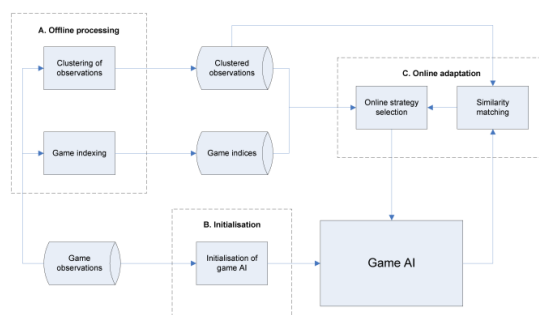 A. Offline processing
Clustering of
observations
Clustered
observations
C. Online adaptation
Online strategy
selection
Similarity
matching
Game indexing
Game indices
B. Initialisation
Game
observations
Initialisation of
game AI
Game AI